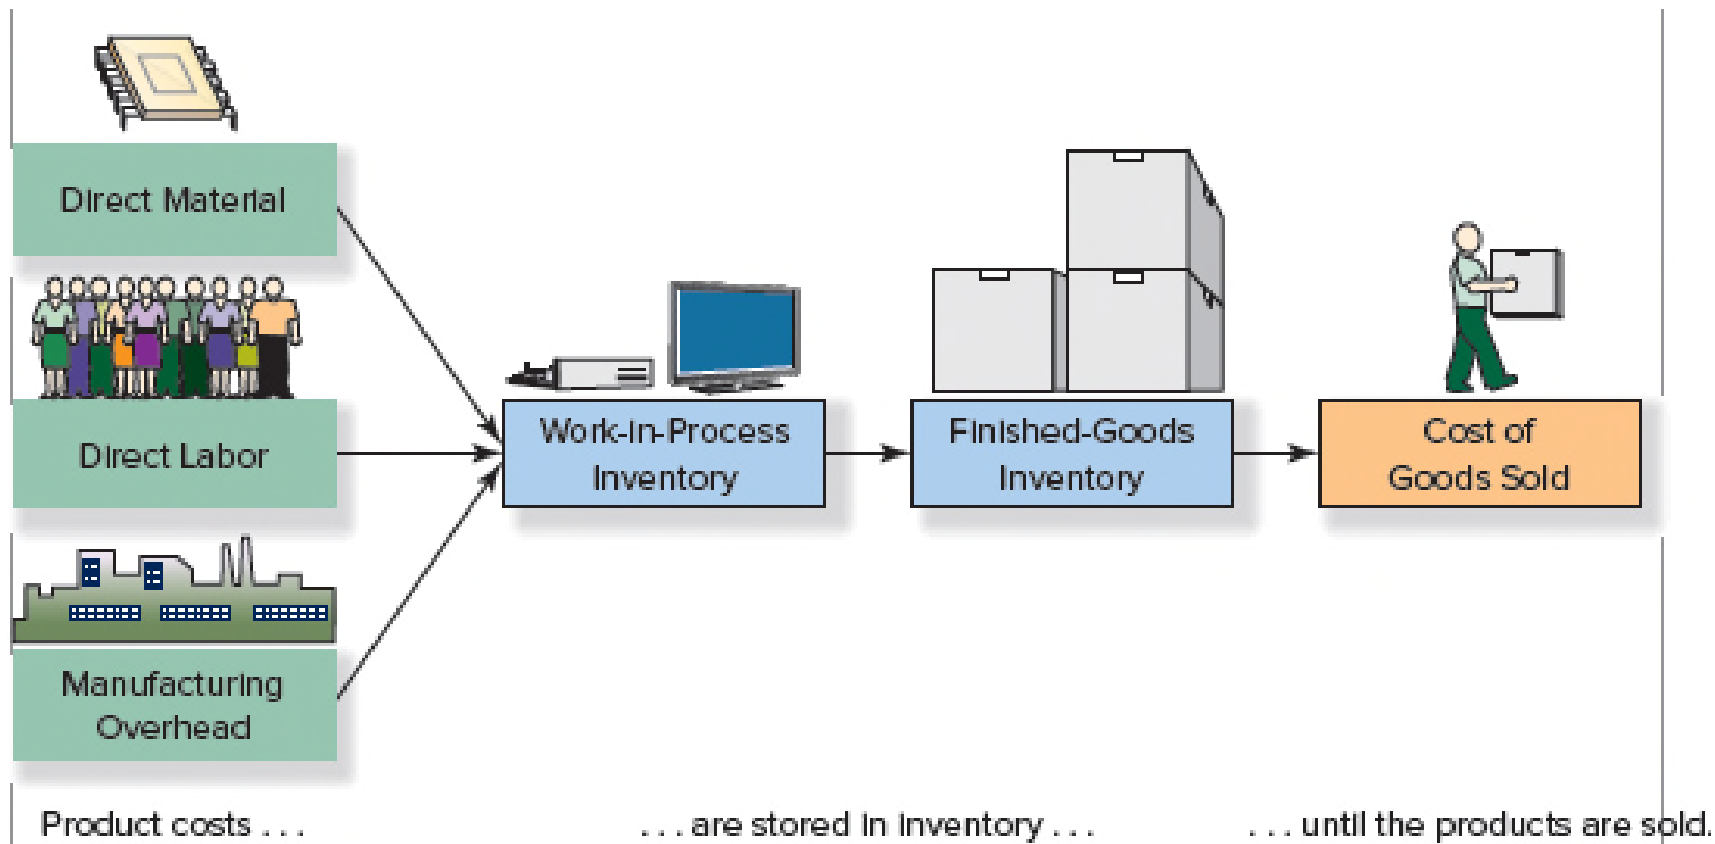 Direct Material
Direct Labor
Manufacturing
Overhead
Work-in-Process
Inventory
Finished-Goods
Inventory
Cost of
Goods Sold
Product costs . . .
. . . are stored in inventory . . .
. . . until the products are sold.